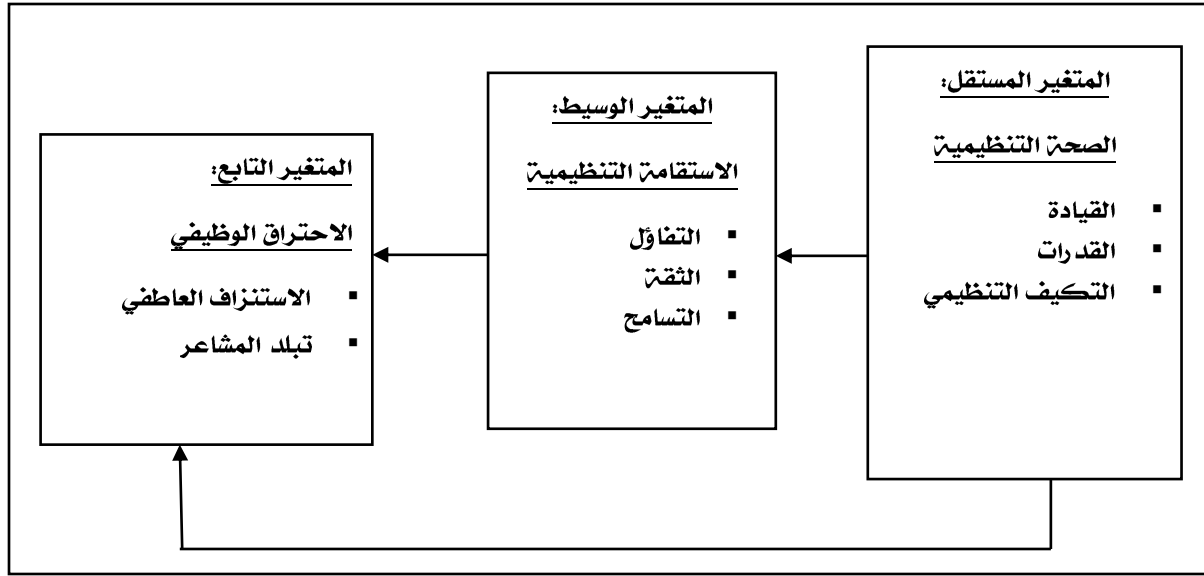 المتغير المستقل:
الصحة التنظيمية
▪ القيادة
▪ القدرات
▪ التكيف التنظيمي
المتغير الوسيط:
الاستقامة التنظيمية
▪ التفاؤل
▪ الثقة
▪ التسامح
المتغير التابع:
الاحتراق الوظيفي
▪ الاستنزاف العاطفي
▪ تبلد المشاعر